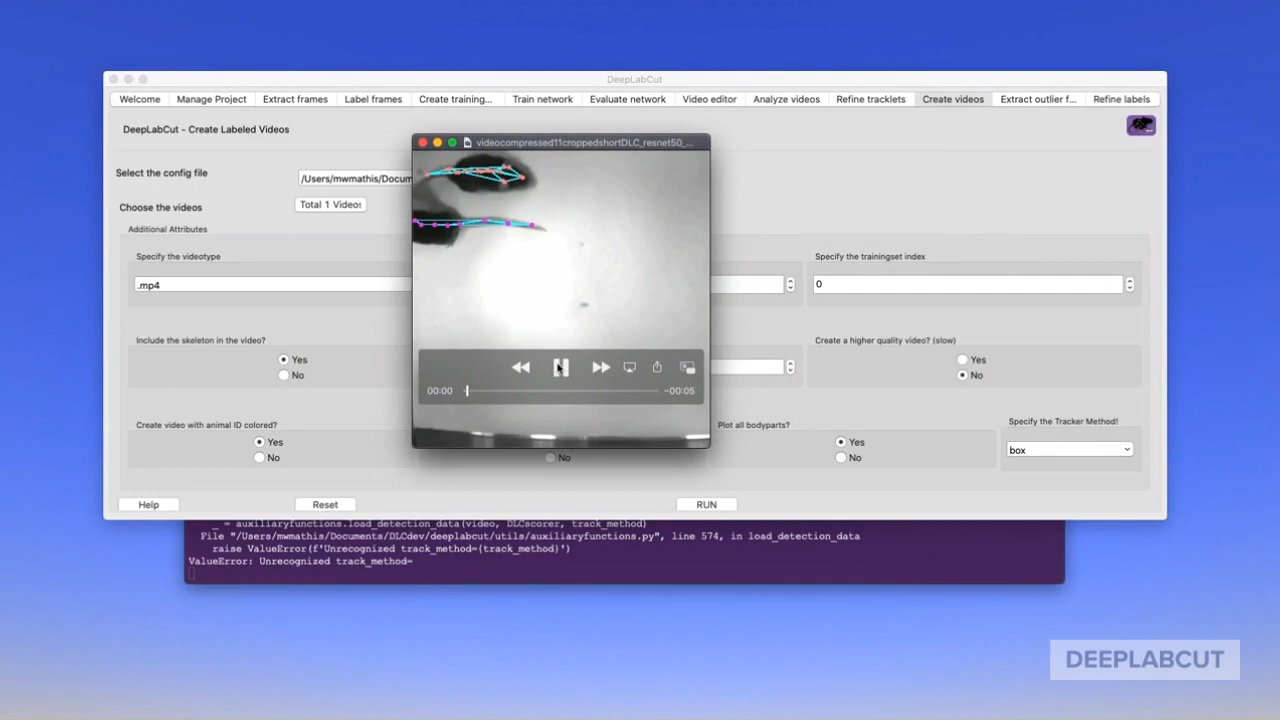 DeepLabCut
Welcome
Manage Project
Extract frames
Label frames
Create training...
Train network
Evaluate network
Video editor
Analyze videos
Refine tracklets
Create videos
Extract outlier f...
Refine labels
DeepLabCut - Create Labeled Videos
videocompressed11croppedshortDLC_resnet50_...
Select the config file
/Users/mwmathis/Docum
Choose the videos
Total 1 Videos
Additional Attributes
Specify the videotype
.mp4
Specify the trainingset index
0
Include the skeleton in the video?
Yes
No
Create a higher quality video? (slow)
Yes
No
00:00
-00:05
Create video with animal ID colored?
Yes
No
No
Plot all bodyparts?
Yes
No
Specify the Tracker Method!
box
Help
Reset
RUN
_ = auxiliaryfunctions.load_detection_data(video, DLCscorer, track_method)
File "/Users/mwmathis/Documents/DLCdev/deeplabcut/utils/auxiliaryfunctions.py", line 574, in load_detection_data
raise ValueError(f'Unrecognized track_method={track_method}')
ValueError: Unrecognized track_method=
DEEPLABCUT